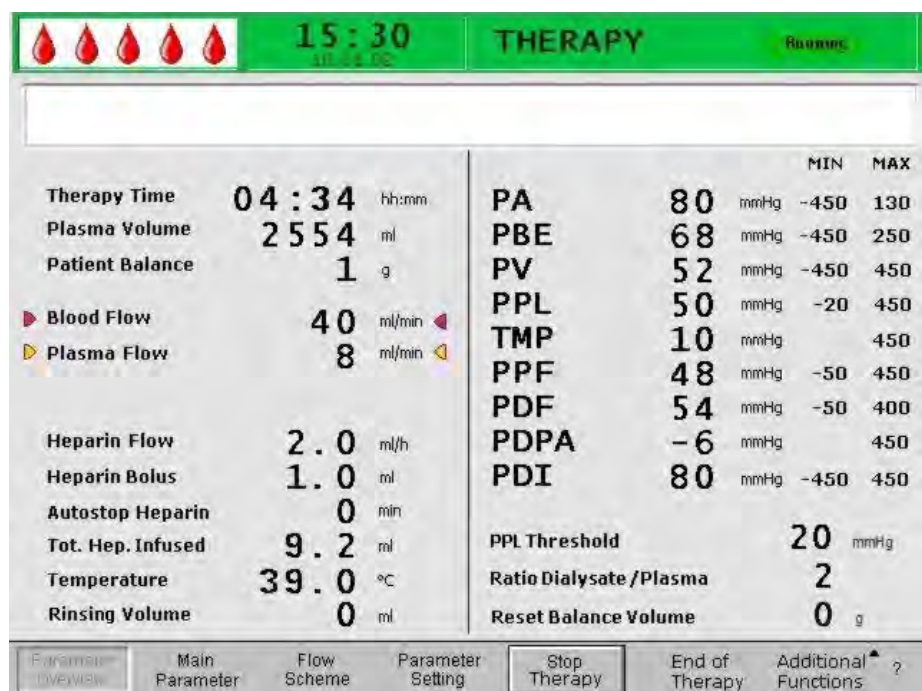 15:30 THERAPY Running
MIN MAX
Therapy Time 04:34 hh:mm
Plasma Volume 2554 ml
Patient Balance 1 g
Blood Flow 40 ml/min
Plasma Flow 8 ml/min
Heparin Flow 2.0 ml/h
Heparin Bolus 1.0 ml
Autostop Heparin 0 min
Tot. Hep. Infused 9.2 ml
Temperature 39.0 °C
Rinsing Volume 0 ml
PA 80 mmHg -450 130
PBE 68 mmHg -450 250
PV 52 mmHg -450 450
PPL 50 mmHg -20 450
TMP 10 mmHg 450
PPF 48 mmHg -50 450
PDF 54 mmHg -50 400
PDPA -6 mmHg 450
PDI 80 mmHg -450 450
PPL Threshold 20 mmHg
Ratio Dialysate/Plasma 2
Reset Balance Volume 0 g
Parameter Overview
Main Parameter
Flow Scheme
Parameter Setting
Stop Therapy
End of Therapy
Additional Functions
?